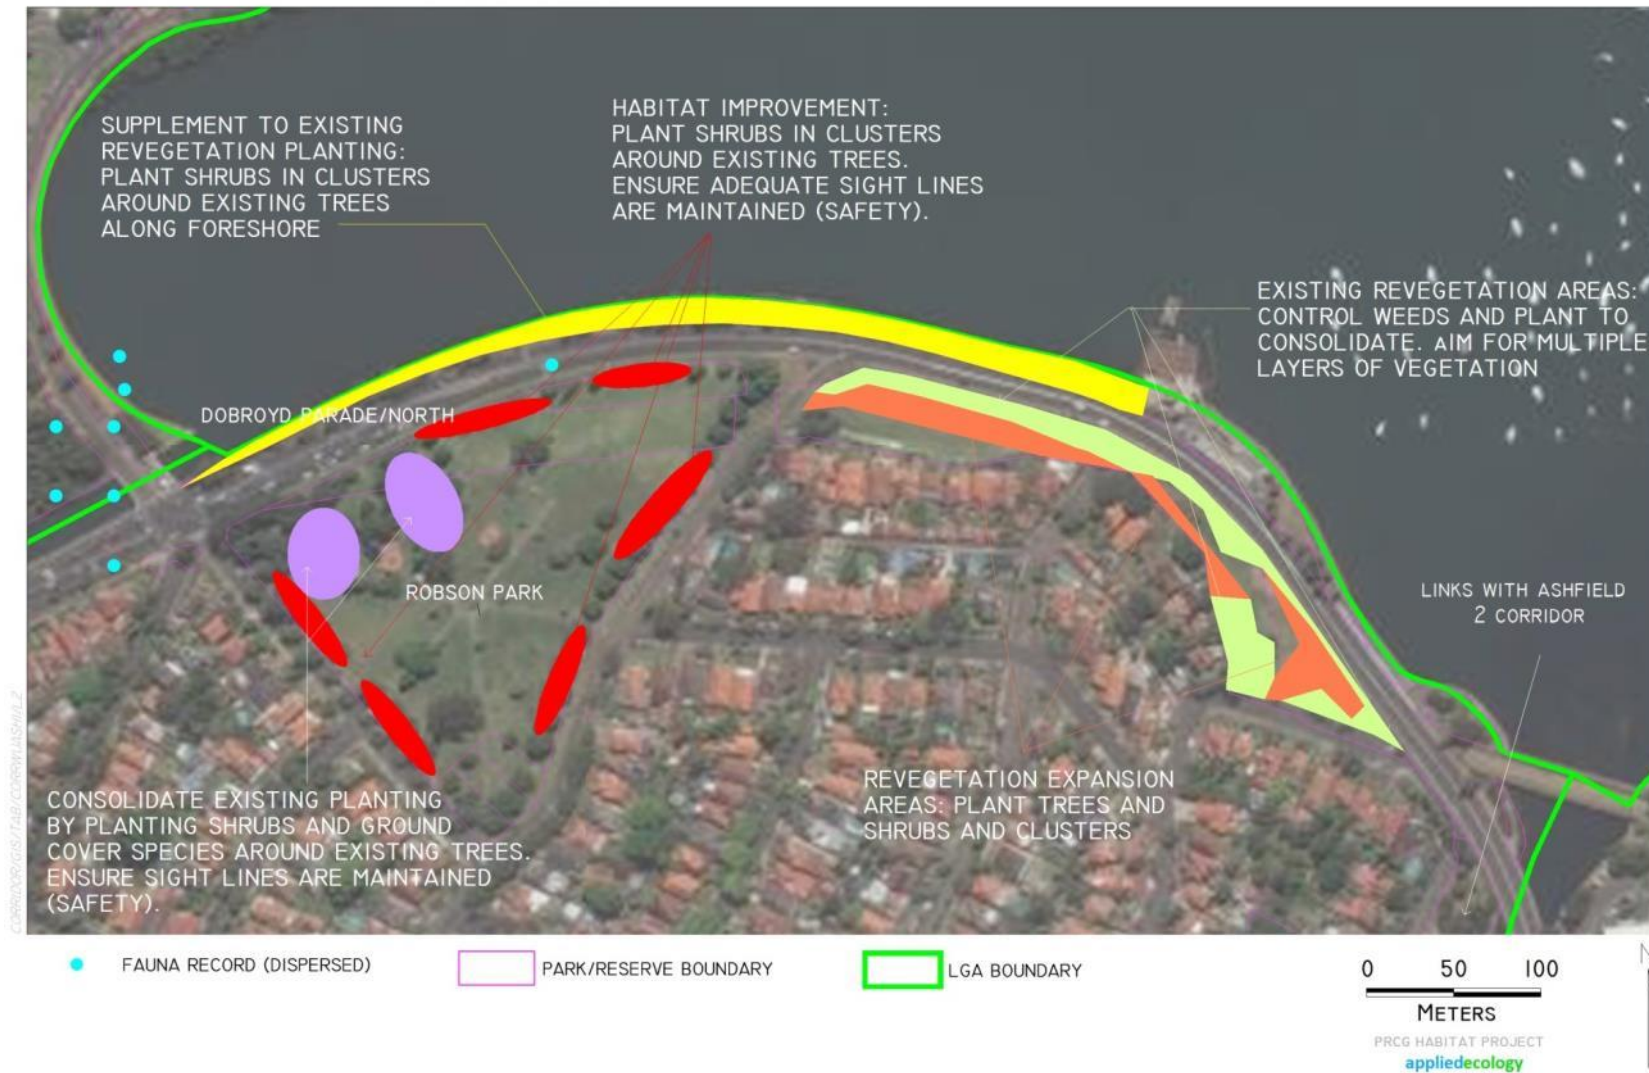 SUPPLEMENT TO EXISTING
REVEGETATION PLANTING:
PLANT SHRUBS IN CLUSTERS
AROUND EXISTING TREES
ALONG FORESHORE
HABITAT IMPROVEMENT:
PLANT SHRUBS IN CLUSTERS
AROUND EXISTING TREES.
ENSURE ADEQUATE SIGHT LINES
ARE MAINTAINED (SAFETY).
EXISTING REVEGETATION AREAS:
CONTROL WEEDS AND PLANT TO
CONSOLIDATE. AIM FOR MULTIPLE
LAYERS OF VEGETATION
DOBROYD PARADE/NORTH
ROBSON PARK
LINKS WITH ASHFIELD
2 CORRIDOR
REVEGETATION EXPANSION
AREAS: PLANT TREES AND
SHRUBS AND CLUSTERS
CONSOLIDATE EXISTING PLANTING
BY PLANTING SHRUBS AND GROUND
COVER SPECIES AROUND EXISTING TREES.
ENSURE SIGHT LINES ARE MAINTAINED
(SAFETY).
FAUNA RECORD (DISPERSED)
PARK/RESERVE BOUNDARY
LGA BOUNDARY
0 50 100
METERS
PRCG HABITAT PROJECT
appliedecology